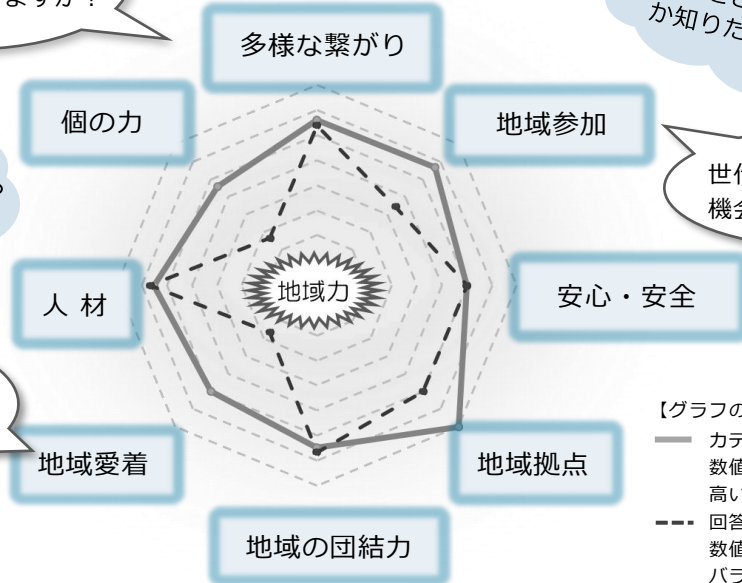 ますか？
か知りた
多様な繋がり
個の力
地域参加
世代
機会
人 材
地域力
安心・安全
【グラフの
カテ
数値
高い
回答
数値
バラ
地域愛着
地域拠点
地域の団結力